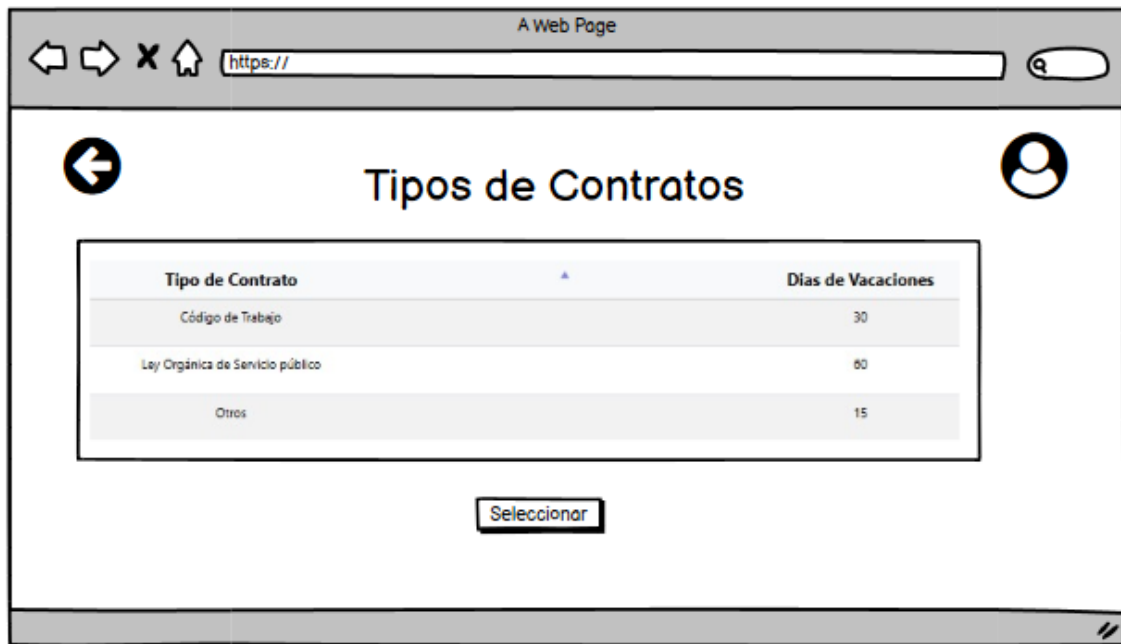 A Web Page
https://
Tipos de Contratos
Tipo de Contrato Dias de Vacaciones
Código de Trabajo 30
Ley Orgánica de Servicio público 60
Otros 15
Seleccionar